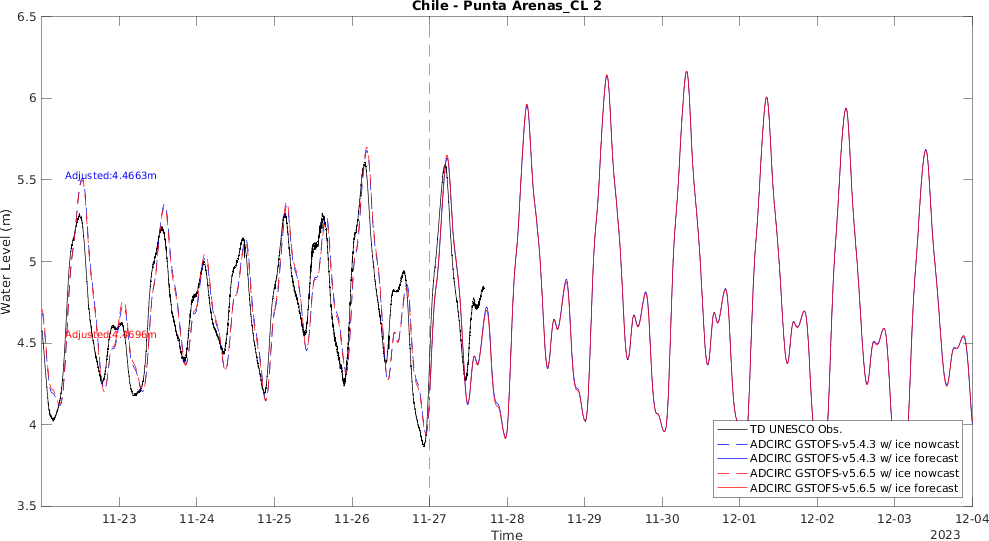 Chile - Punta Arenas_CL 2
Water Level (m)
6.5
6
5.5
5
4.5
4
3.5
Adjusted:4.4663m
Adjusted:4.4696m
TD UNESCO Obs.
ADCIRC GSTOFS-v5.4.3 w/ ice nowcast
ADCIRC GSTOFS-v5.4.3 w/ ice forecast
ADCIRC GSTOFS-v5.6.5 w/ ice nowcast
ADCIRC GSTOFS-v5.6.5 w/ ice forecast
11-23 11-24 11-25 11-26 11-27 11-28 11-29 11-30 12-01 12-02 12-03 12-04
Time
2023